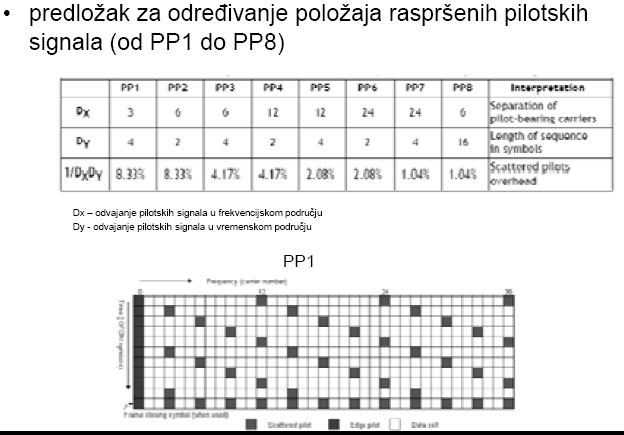 • predložak za određivanje položaja raspršenih pilotskih
signala (od PP1 do PP8)
PP1 PP2 PP3 PP4 PP5 PP6 PP7 PP8 Interpretation
Dx 3 6 6 12 12 24 24 6 Separation of
pilot-bearing carriers
Dy 4 2 4 2 4 2 4 16 Length of sequence
in symbols
1/DxDy 8.33% 8.33% 4.17% 4.17% 2.08% 2.08% 1.04% 1.04% Scattered pilots
overhead
Dx – odvajanje pilotskih signala u frekvencijskom području
Dy - odvajanje pilotskih signala u vremenskom području
PP1
Frequency (carrier number)
0 12 24 36
Time (OFDM symbols)
Frame closing symbol (when used)
Scattered pilot Edge pilot Data cell